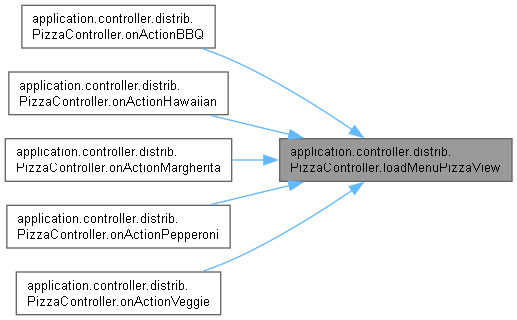 application.controller.distrib.
PizzaController.onActionBBQ
application.controller.distrib.
PizzaController.onActionHawaiian
application.controller.distrib.
PizzaController.onActionMargherita
application.controller.distrib.
PizzaController.onActionPepperoni
application.controller.distrib.
PizzaController.onActionVeggie
application.controller.distrib.
PizzaController.loadMenuPizzaView